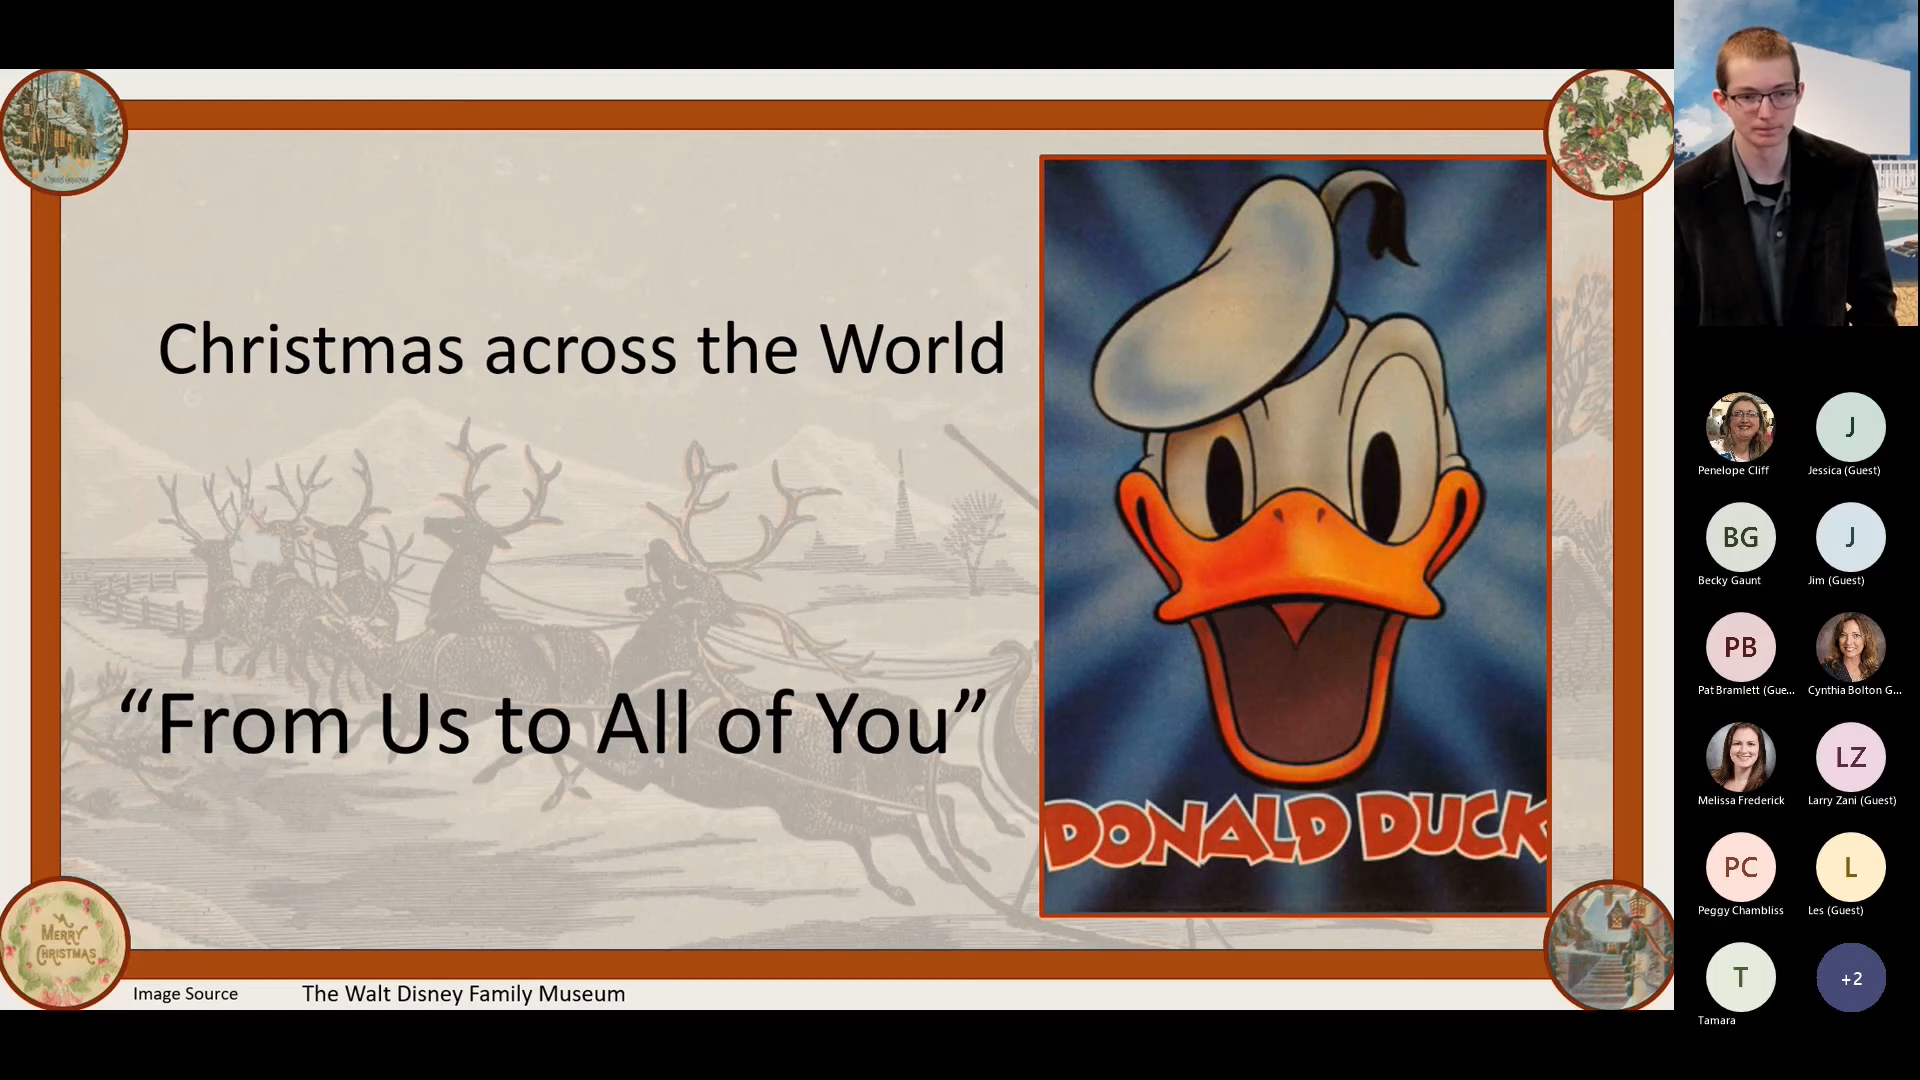 Christmas across the World
“From Us to All of You”
DONALD DUCK
A
MERRY
CHRISTMAS
Image Source
The Walt Disney Family Museum
Penelope Cliff
J
Jessica (Guest)
BG
Becky Gaunt
J
Jim (Guest)
PB
Pat Bramlett (Gue...
Cynthia Bolton G...
Melissa Frederick
LZ
Larry Zani (Guest)
PC
Peggy Chambliss
L
Les (Guest)
T
Tamara
+2